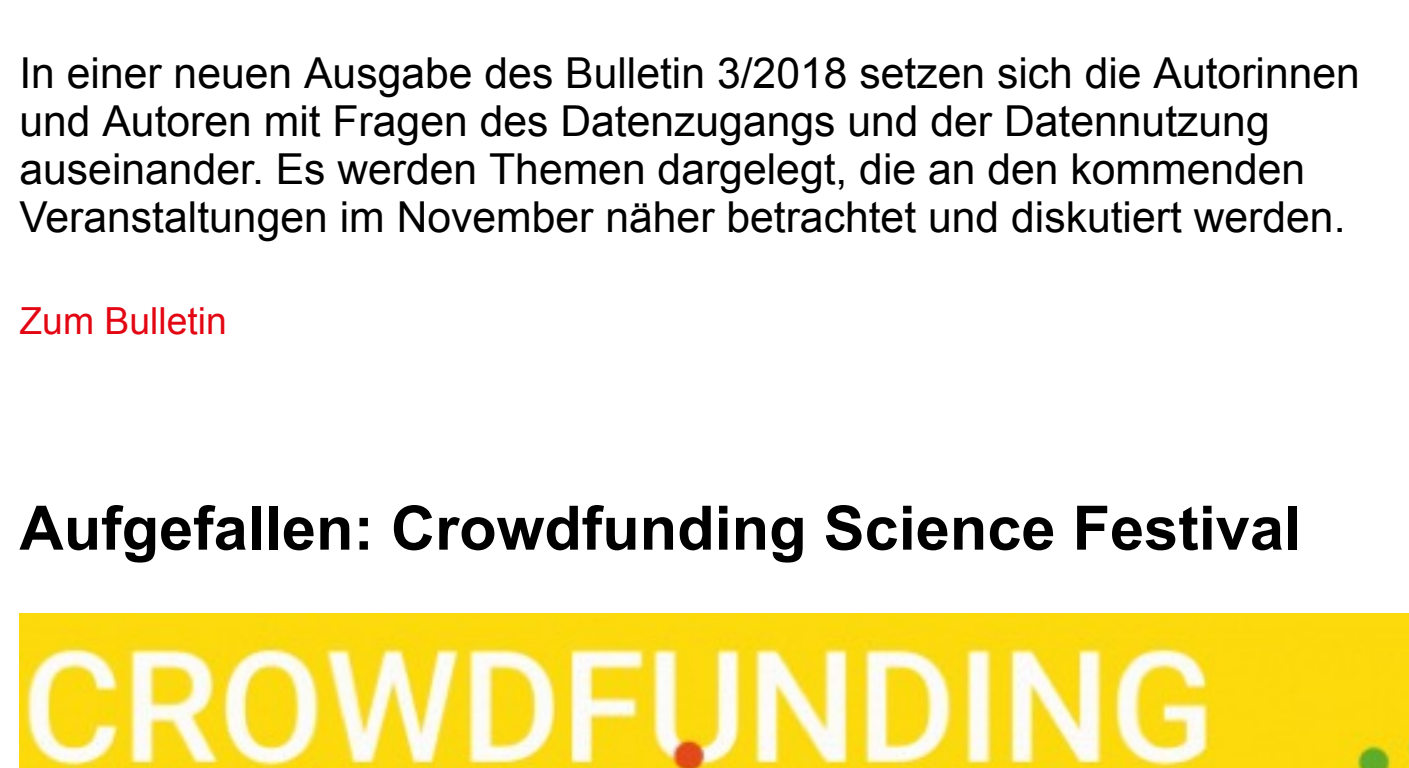 In einer neuen Ausgabe des Bulletin 3/2018 setzen sich die Autorinnen
und Autoren mit Fragen des Datenzugangs und der Datennutzung
auseinander. Es werden Themen dargelegt, die an den kommenden
Veranstaltungen im November näher betrachtet und diskutiert werden.
Zum Bulletin
Aufgefallen: Crowdfunding Science Festival
CROWDFUNDING